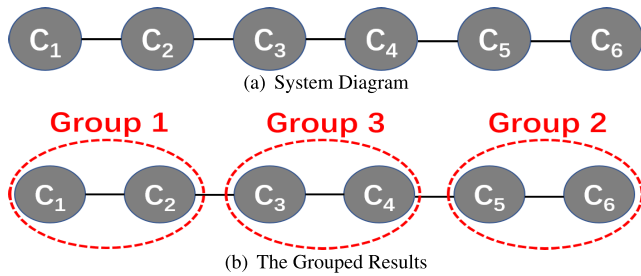 C1 C2 C3 C4 C5 C6
(a) System Diagram
Group 1 Group 3 Group 2
C1 C2 C3 C4 C5 C6
(b) The Grouped Results